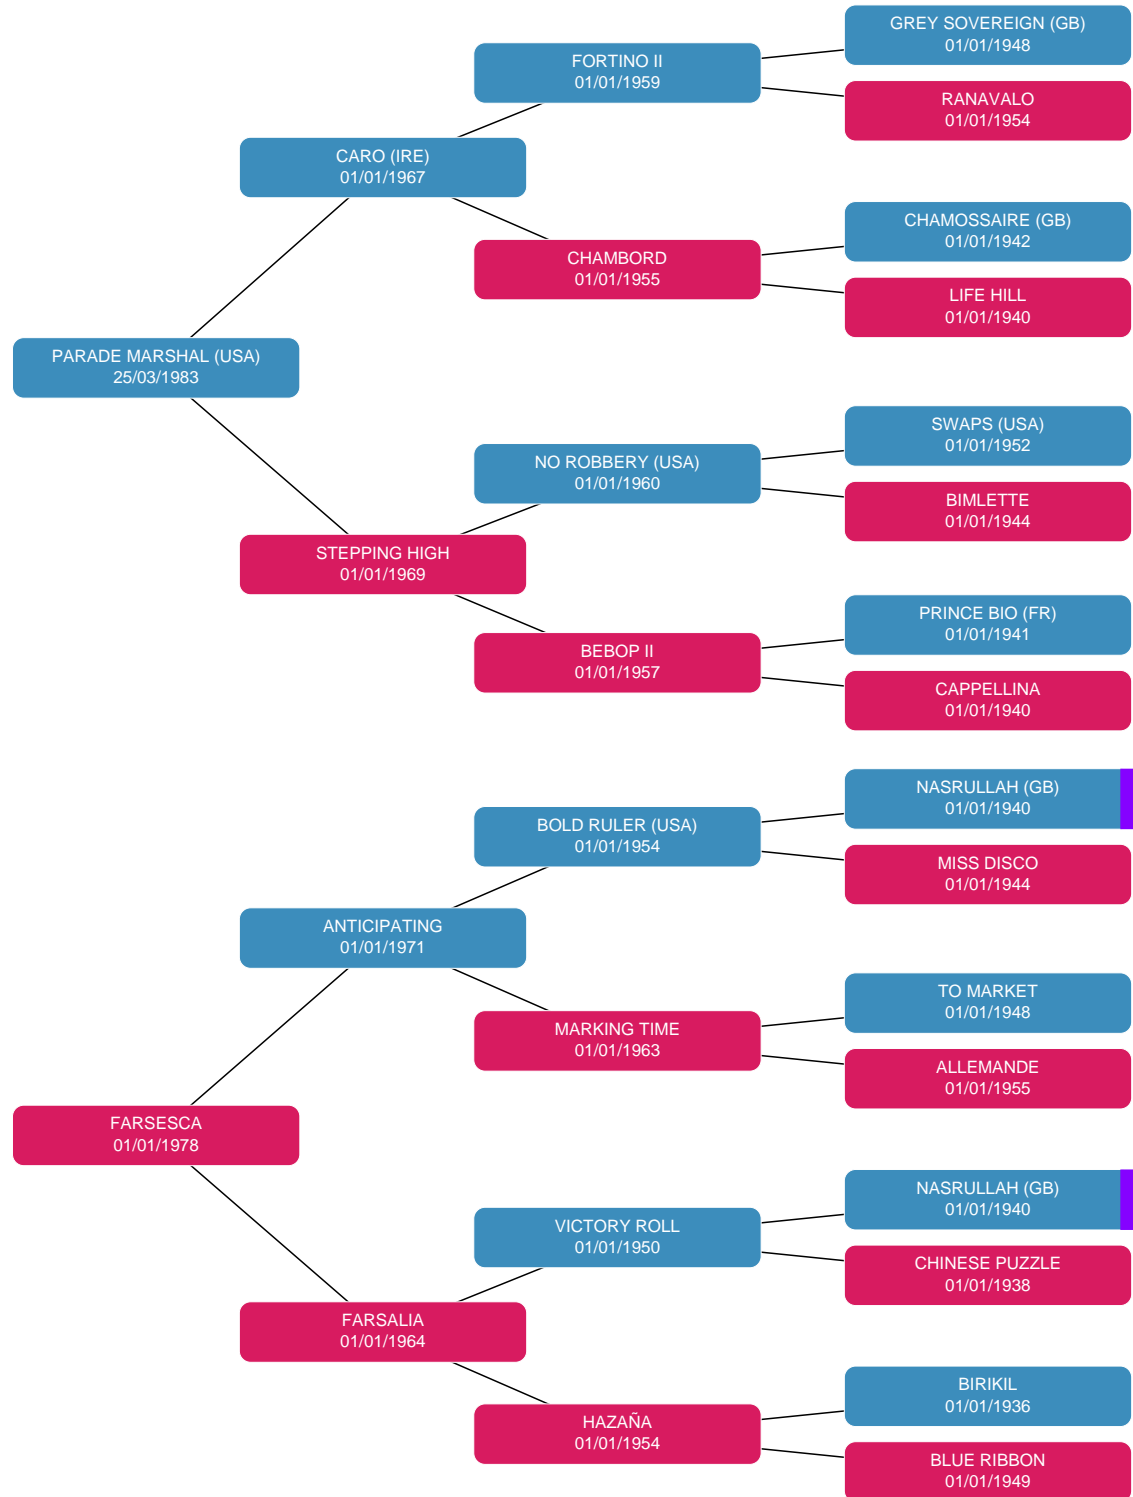 GREY SOVEREIGN (GB)
01/01/1948
FORTINO II
01/01/1959
RANAVALO
01/01/1954
CARO (IRE)
01/01/1967
CHAMOSSAIRE (GB)
01/01/1942
CHAMBORD
01/01/1955
LIFE HILL
01/01/1940
PARADE MARSHAL (USA)
25/03/1983
SWAPS (USA)
01/01/1952
NO ROBBERY (USA)
01/01/1960
BIMLETTE
01/01/1944
STEPPING HIGH
01/01/1969
PRINCE BIO (FR)
01/01/1941
BEBOP II
01/01/1957
CAPPELLINA
01/01/1940
NASRULLAH (GB)
01/01/1940
BOLD RULER (USA)
01/01/1954
MISS DISCO
01/01/1944
ANTICIPATING
01/01/1971
TO MARKET
01/01/1948
MARKING TIME
01/01/1963
ALLEMANDE
01/01/1955
FARSESCA
01/01/1978
NASRULLAH (GB)
01/01/1940
VICTORY ROLL
01/01/1950
CHINESE PUZZLE
01/01/1938
FARSALIA
01/01/1964
BIRIKIL
01/01/1936
HAZAÑA
01/01/1954
BLUE RIBBON
01/01/1949